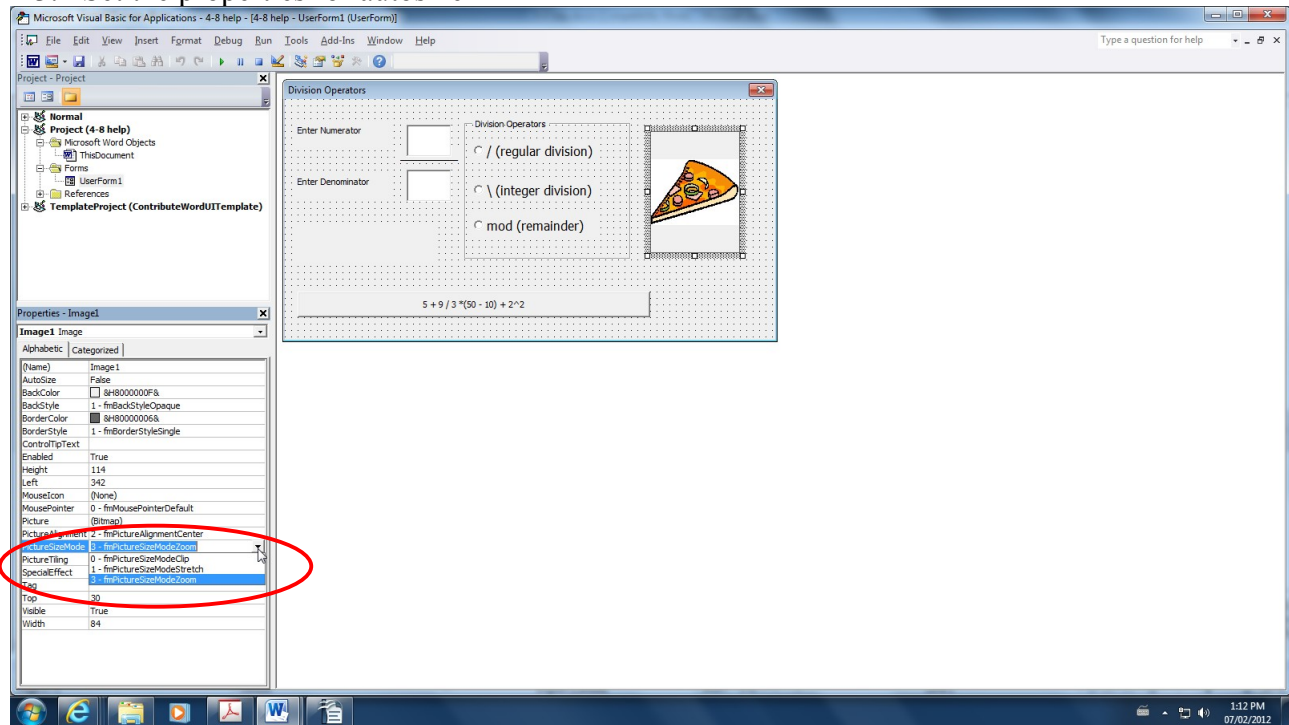 Microsoft Visual Basic for Applications - 4-8 help - [4-8 help - UserForm1 (UserForm)]
File Edit View Insert Format Debug Run Tools Add-Ins Window Help
Type a question for help
Project - Project
Normal
Project (4-8 help)
Microsoft Word Objects
ThisDocument
Forms
UserForm1
References
TemplateProject (ContributeWordUITemplate)
Division Operators
Enter Numerator
Enter Denominator
Division Operators
/ (regular division)
\ (integer division)
mod (remainder)
5 + 9 / 3 *(50 - 10) + 2^2
Properties - Image1
Image1 Image
Alphabetic Categorized
(Name) Image1
AutoSize False
BackColor &H8000000F&
BackStyle 1 - fmBackStyleOpaque
BorderColor &H80000006&
BorderStyle 1 - fmBorderStyleSingle
ControlTipText
Enabled True
Height 114
Left 342
MouseIcon (None)
MousePointer 0 - fmMousePointerDefault
Picture (Bitmap)
PictureAlignment 2 - fmPictureAlignmentCenter
PictureSizeMode 3 - fmPictureSizeModeZoom
PictureTiling 0 - fmPictureSizeModeClip
SpecialEffect 1 - fmPictureSizeModeStretch
3 - fmPictureSizeModeZoom
Tag
Top 30
Visible True
Width 84
1:12 PM
07/02/2012